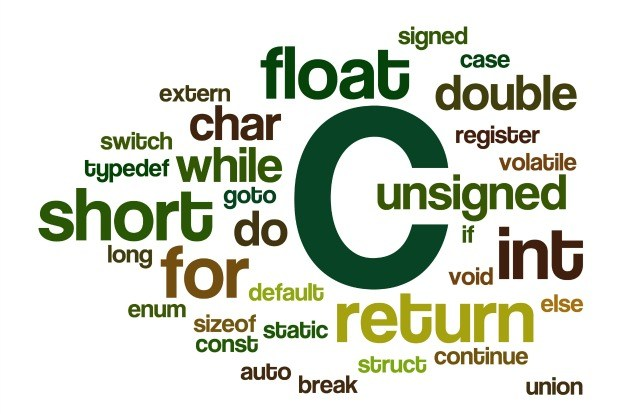 signed
float
case
extern
double
char
register
switch
typedef
while
volatile
C
unsigned
goto
short
do
if
int
long
for
void
default
enum
else
sizeof
static
return
const
struct
continue
auto
break
union